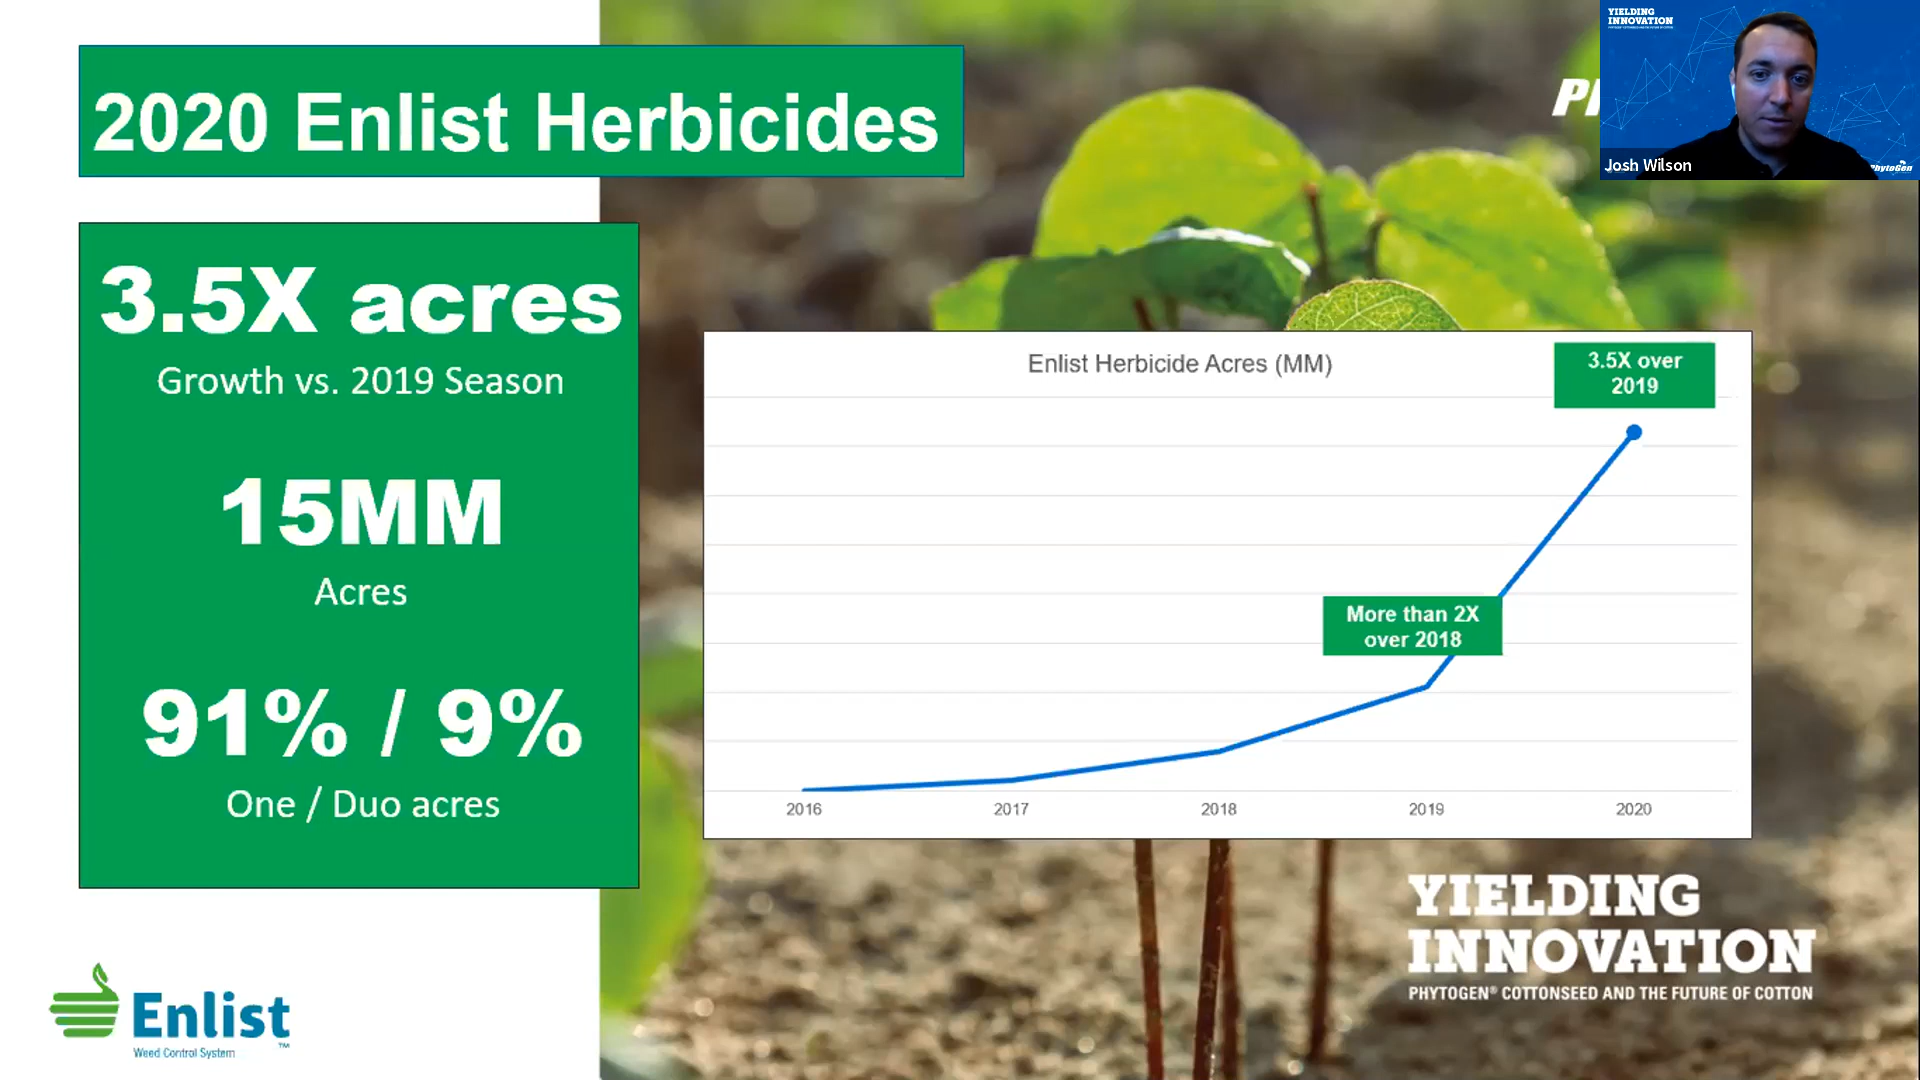 2020 Enlist Herbicides
3.5X acres
Growth vs. 2019 Season
15MM
Acres
91% / 9%
One / Duo acres
Enlist™
Weed Control System
Enlist Herbicide Acres (MM)
3.5X over
2019
More than 2X
over 2018
2016 2017 2018 2019 2020
YIELDING
INNOVATION
PHYTOGEN® COTTONSEED AND THE FUTURE OF COTTON
YIELDING
INNOVATION
Josh Wilson
PhytoGen